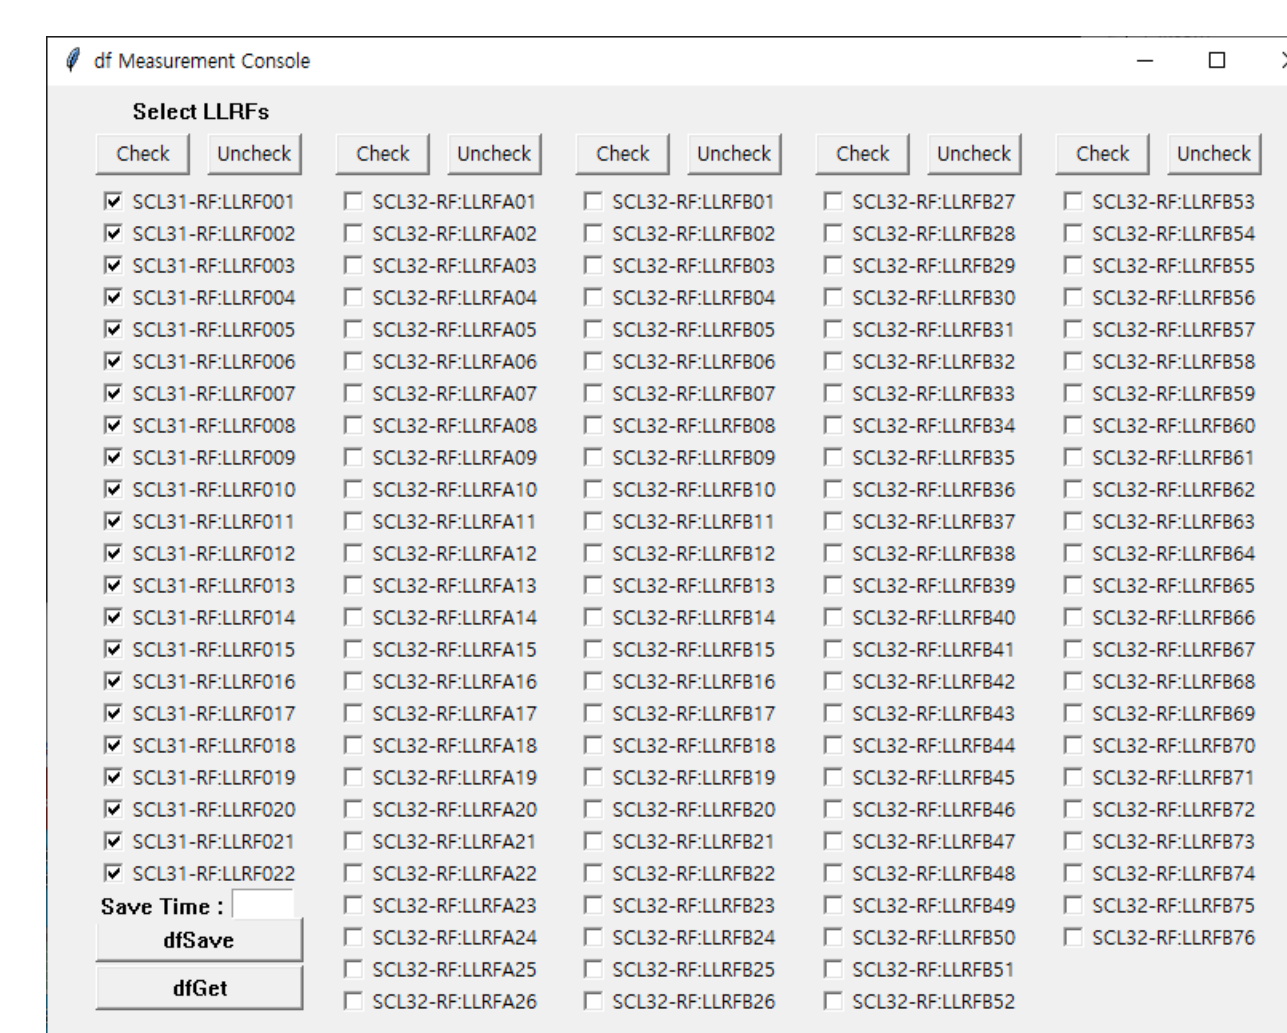 df Measurement Console
Select LLRFs
Check Uncheck Check Uncheck Check Uncheck Check Uncheck Check Uncheck
SCL31-RF:LLRF001 SCL32-RF:LLRFA01 SCL32-RF:LLRFB01 SCL32-RF:LLRFB27 SCL32-RF:LLRFB53
SCL31-RF:LLRF002 SCL32-RF:LLRFA02 SCL32-RF:LLRFB02 SCL32-RF:LLRFB28 SCL32-RF:LLRFB54
SCL31-RF:LLRF003 SCL32-RF:LLRFA03 SCL32-RF:LLRFB03 SCL32-RF:LLRFB29 SCL32-RF:LLRFB55
SCL31-RF:LLRF004 SCL32-RF:LLRFA04 SCL32-RF:LLRFB04 SCL32-RF:LLRFB30 SCL32-RF:LLRFB56
SCL31-RF:LLRF005 SCL32-RF:LLRFA05 SCL32-RF:LLRFB05 SCL32-RF:LLRFB31 SCL32-RF:LLRFB57
SCL31-RF:LLRF006 SCL32-RF:LLRFA06 SCL32-RF:LLRFB06 SCL32-RF:LLRFB32 SCL32-RF:LLRFB58
SCL31-RF:LLRF007 SCL32-RF:LLRFA07 SCL32-RF:LLRFB07 SCL32-RF:LLRFB33 SCL32-RF:LLRFB59
SCL31-RF:LLRF008 SCL32-RF:LLRFA08 SCL32-RF:LLRFB08 SCL32-RF:LLRFB34 SCL32-RF:LLRFB60
SCL31-RF:LLRF009 SCL32-RF:LLRFA09 SCL32-RF:LLRFB09 SCL32-RF:LLRFB35 SCL32-RF:LLRFB61
SCL31-RF:LLRF010 SCL32-RF:LLRFA10 SCL32-RF:LLRFB10 SCL32-RF:LLRFB36 SCL32-RF:LLRFB62
SCL31-RF:LLRF011 SCL32-RF:LLRFA11 SCL32-RF:LLRFB11 SCL32-RF:LLRFB37 SCL32-RF:LLRFB63
SCL31-RF:LLRF012 SCL32-RF:LLRFA12 SCL32-RF:LLRFB12 SCL32-RF:LLRFB38 SCL32-RF:LLRFB64
SCL31-RF:LLRF013 SCL32-RF:LLRFA13 SCL32-RF:LLRFB13 SCL32-RF:LLRFB39 SCL32-RF:LLRFB65
SCL31-RF:LLRF014 SCL32-RF:LLRFA14 SCL32-RF:LLRFB14 SCL32-RF:LLRFB40 SCL32-RF:LLRFB66
SCL31-RF:LLRF015 SCL32-RF:LLRFA15 SCL32-RF:LLRFB15 SCL32-RF:LLRFB41 SCL32-RF:LLRFB67
SCL31-RF:LLRF016 SCL32-RF:LLRFA16 SCL32-RF:LLRFB16 SCL32-RF:LLRFB42 SCL32-RF:LLRFB68
SCL31-RF:LLRF017 SCL32-RF:LLRFA17 SCL32-RF:LLRFB17 SCL32-RF:LLRFB43 SCL32-RF:LLRFB69
SCL31-RF:LLRF018 SCL32-RF:LLRFA18 SCL32-RF:LLRFB18 SCL32-RF:LLRFB44 SCL32-RF:LLRFB70
SCL31-RF:LLRF019 SCL32-RF:LLRFA19 SCL32-RF:LLRFB19 SCL32-RF:LLRFB45 SCL32-RF:LLRFB71
SCL31-RF:LLRF020 SCL32-RF:LLRFA20 SCL32-RF:LLRFB20 SCL32-RF:LLRFB46 SCL32-RF:LLRFB72
SCL31-RF:LLRF021 SCL32-RF:LLRFA21 SCL32-RF:LLRFB21 SCL32-RF:LLRFB47 SCL32-RF:LLRFB73
SCL31-RF:LLRF022 SCL32-RF:LLRFA22 SCL32-RF:LLRFB22 SCL32-RF:LLRFB48 SCL32-RF:LLRFB74
Save Time : SCL32-RF:LLRFA23 SCL32-RF:LLRFB23 SCL32-RF:LLRFB49 SCL32-RF:LLRFB75
dfSave SCL32-RF:LLRFA24 SCL32-RF:LLRFB24 SCL32-RF:LLRFB50 SCL32-RF:LLRFB76
SCL32-RF:LLRFA25 SCL32-RF:LLRFB25 SCL32-RF:LLRFB51
dfGet
SCL32-RF:LLRFA26 SCL32-RF:LLRFB26 SCL32-RF:LLRFB52